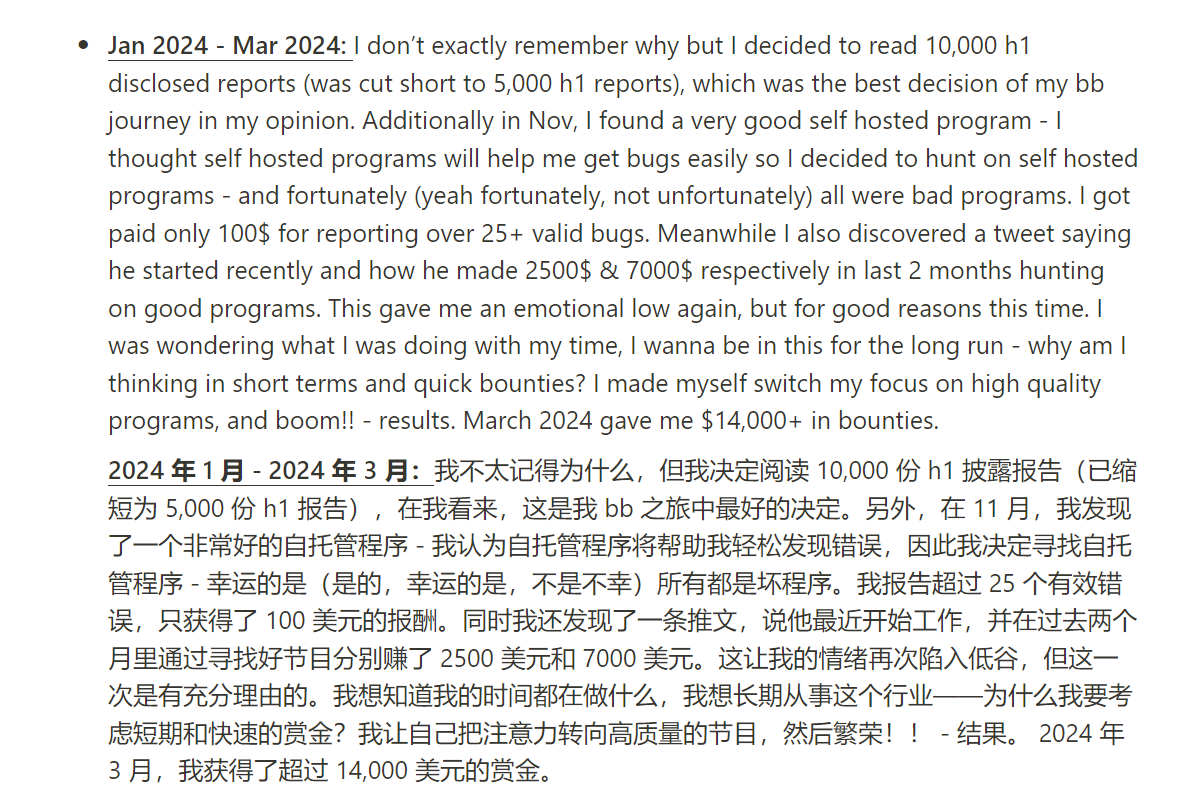 • Jan 2024 - Mar 2024: I don’t exactly remember why but I decided to read 10,000 h1
disclosed reports (was cut short to 5,000 h1 reports), which was the best decision of my bb
journey in my opinion. Additionally in Nov, I found a very good self hosted program - I
thought self hosted programs will help me get bugs easily so I decided to hunt on self hosted
programs - and fortunately (yeah fortunately, not unfortunately) all were bad programs. I got
paid only 100$ for reporting over 25+ valid bugs. Meanwhile I also discovered a tweet saying
he started recently and how he made 2500$ & 7000$ respectively in last 2 months hunting
on good programs. This gave me an emotional low again, but for good reasons this time. I
was wondering what I was doing with my time, I wanna be in this for the long run - why am I
thinking in short terms and quick bounties? I made myself switch my focus on high quality
programs, and boom!! - results. March 2024 gave me $14,000+ in bounties.
2024 年 1 月 - 2024 年 3 月：我不太记得为什么，但我决定阅读 10,000 份 h1 披露报告（已缩
短为 5,000 份 h1 报告），在我看来，这是我 bb 之旅中最好的决定。另外，在 11 月，我发现
了一个非常好的自托管程序 - 我认为自托管程序将帮助我轻松发现错误，因此我决定寻找自托
管程序 - 幸运的是（是的，幸运的是，不是不幸）所有都是坏程序。我报告超过 25 个有效错
误，只获得了 100 美元的报酬。同时我还发现了一条推文，说他最近开始工作，并在过去两个
月里通过寻找好节目分别赚了 2500 美元和 7000 美元。这让我的情绪再次陷入低谷，但这一
次是有充分理由的。我想知道我的时间都在做什么，我想长期从事这个行业——为什么我要考
虑短期和快速的赏金？我让自己把注意力转向高质量的节目，然后繁荣！！ - 结果。 2024 年
3 月，我获得了超过 14,000 美元的赏金。